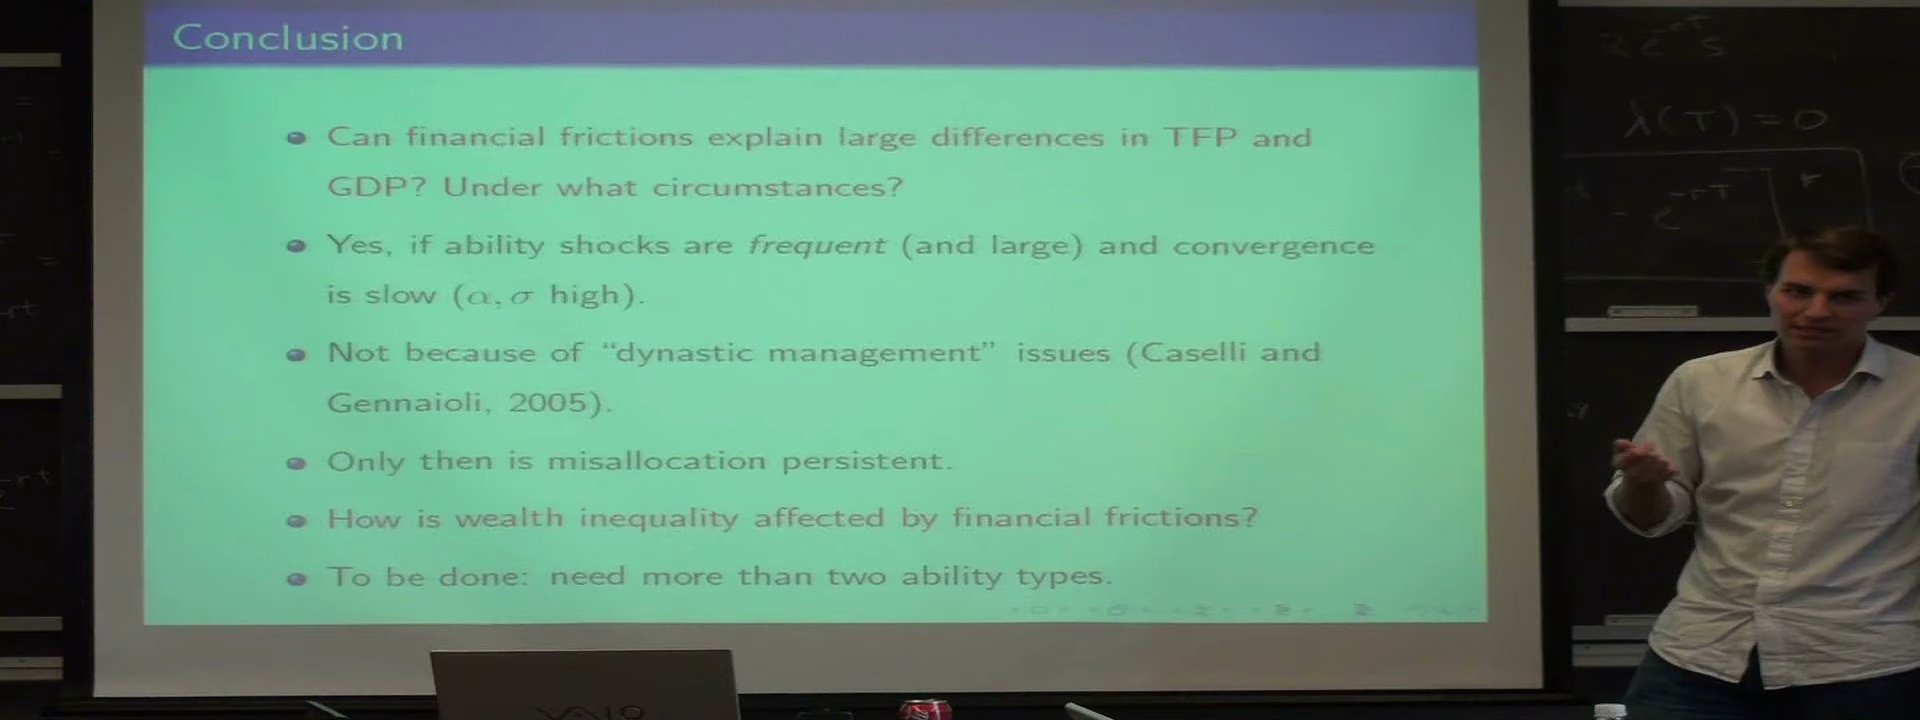 Conclusion
Can financial frictions explain large differences in TFP and
GDP? Under what circumstances?
Yes, if ability shocks are frequent (and large) and convergence
is slow (α, σ high).
Not because of “dynastic management” issues (Caselli and
Gennaioli, 2005).
Only then is misallocation persistent.
How is wealth inequality affected by financial frictions?
To be done: need more than two ability types.
λ(T) = 0
- e^{-rT}
VAIO